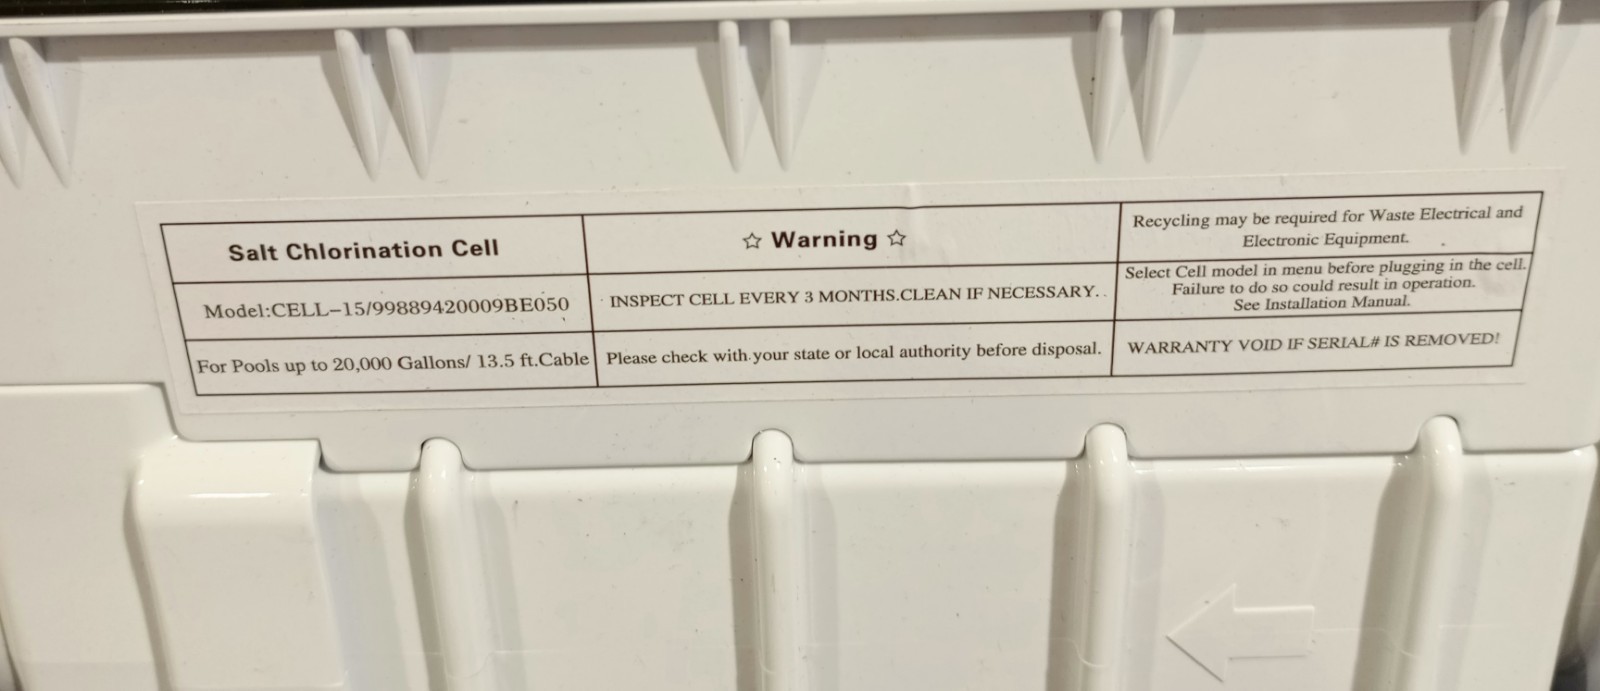 Salt Chlorination Cell
Model:CELL-15/99889420009BE050
For Pools up to 20,000 Gallons/ 13.5 ft.Cable
☆ Warning ☆
INSPECT CELL EVERY 3 MONTHS.CLEAN IF NECESSARY.
Please check with your state or local authority before disposal.
Recycling may be required for Waste Electrical and
Electronic Equipment.
Select Cell model in menu before plugging in the cell.
Failure to do so could result in operation.
See Installation Manual.
WARRANTY VOID IF SERIAL# IS REMOVED!